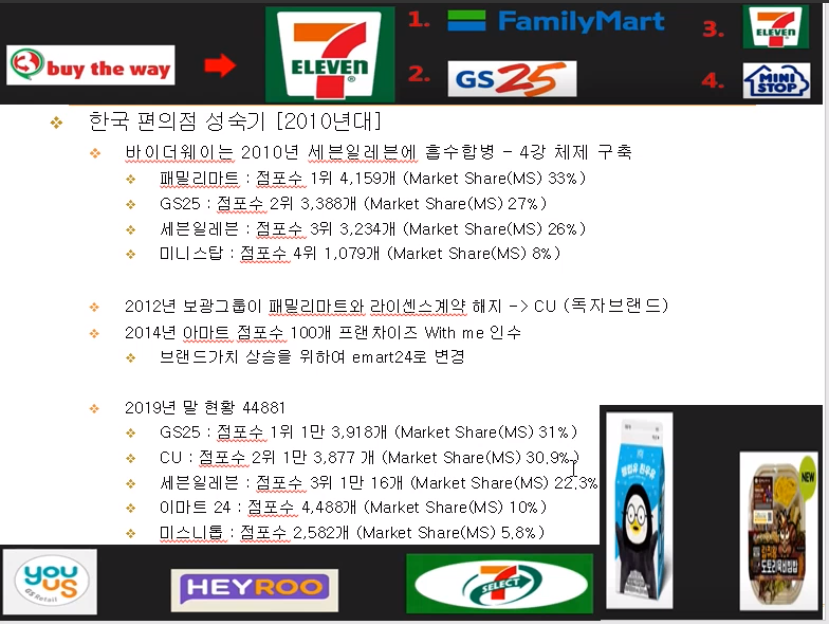 buy the way
7 ELEVEN
1. FamilyMart
2. GS25
3. 7 ELEVEN
4. MINI STOP
한국 편의점 성숙기 [2010년대]
바이더웨이는 2010년 세븐일레븐에 흡수합병 - 4강 체제 구축
패밀리마트 : 점포수 1위 4,159개 (Market Share(MS) 33%)
GS25 : 점포수 2위 3,388개 (Market Share(MS) 27%)
세븐일레븐 : 점포수 3위 3,234개 (Market Share(MS) 26%)
미니스탑 : 점포수 4위 1,079개 (Market Share(MS) 8%)
2012년 보광그룹이 패밀리마트와 라이센스계약 해지 -> CU (독자브랜드)
2014년 아마트 점포수 100개 프랜차이즈 With me 인수
브랜드가치 상승을 위하여 emart24로 변경
2019년 말 현황 44881
GS25 : 점포수 1위 1만 3,918개 (Market Share(MS) 31%)
CU : 점포수 2위 1만 3,877 개 (Market Share(MS) 30.9%)
세븐일레븐 : 점포수 3위 1만 16개 (Market Share(MS) 22.3%
이마트 24 : 점포수 4,488개 (Market Share(MS) 10%)
미스니톱 : 점포수 2,582개 (Market Share(MS) 5.8%)
NEW
you us
GS Retail
HEYROO
7 SELECT